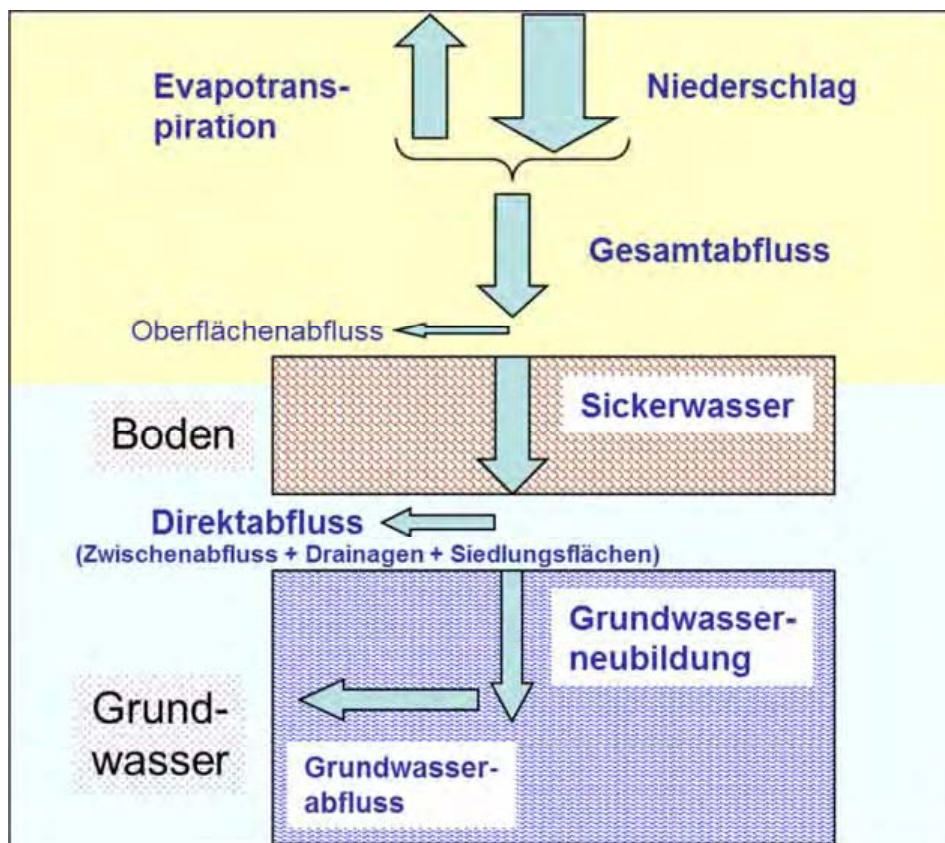 Evapotrans-
piration
Niederschlag
Gesamtabfluss
Oberflächenabfluss
Sickerwasser
Boden
Direktabfluss
(Zwischenabfluss + Drainagen + Siedlungsflächen)
Grundwasser-
neubildung
Grund-
wasser
Grundwasser-
abfluss